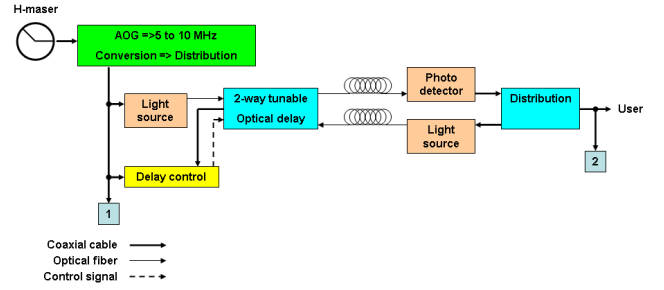 H-maser
AOG =>5 to 10 MHz
Conversion => Distribution
Light
source
2-way tunable
Optical delay
Photo
detector
Distribution
User
Light
source
Delay control
1
2
Coaxial cable
Optical fiber
Control signal